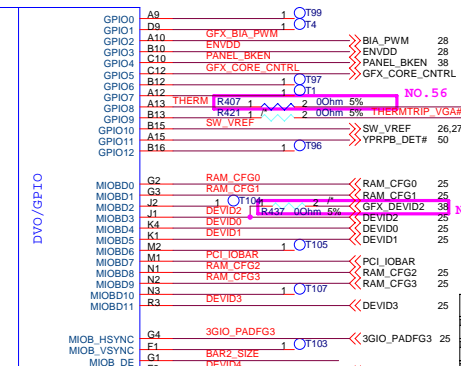 GPIO0 A9 1 T99
GPIO1 D9 1 T4
GPIO2 A10 GFX_BIA_PWM BIA_PWM 28
GPIO3 B10 ENVDD ENVDD 28
GPIO4 C10 PANEL_BKEN PANEL_BKEN 38
GPIO5 C12 GFX_CORE_CNTRL GFX_CORE_CNTRL
GPIO6 B12 1 T97
GPIO7 A12 1 T1 NO.56
GPIO8 A13 THERM R407 1 2 0Ohm 5%
GPIO9 B13 R421 1 2 0Ohm 5% THERMTRIP_VGA#
GPIO10 B15 SW_VREF SW_VREF 26,27
GPIO11 A15 YPRPB_DET# 50
GPIO12 B16 1 T96
DVO/GPIO
MIOBD0 G2 RAM_CFG0 RAM_CFG0 25
MIOBD1 G3 RAM_CFG1 RAM_CFG1 25
MIOBD2 J2 1 2 /* GFX_DEVID2 38
MIOBD3 J1 DEVID2 R437 0Ohm 5% DEVID2 25
MIOBD4 K4 DEVID0 DEVID0 25
MIOBD5 K1 DEVID1 DEVID1 25
MIOBD6 M2 1 T105
MIOBD7 M1 PCI_IOBAR PCI_IOBAR
MIOBD8 N1 RAM_CFG2 RAM_CFG2 25
MIOBD9 N2 RAM_CFG3 RAM_CFG3 25
MIOBD10 N3 1 T107
MIOBD11 R3 DEVID3 DEVID3 25
MIOB_HSYNC G4 3GIO_PADFG3 3GIO_PADFG3 25
MIOB_VSYNC F1 1 T103
MIOB_DE G1 BAR2_SIZE
DEVID4